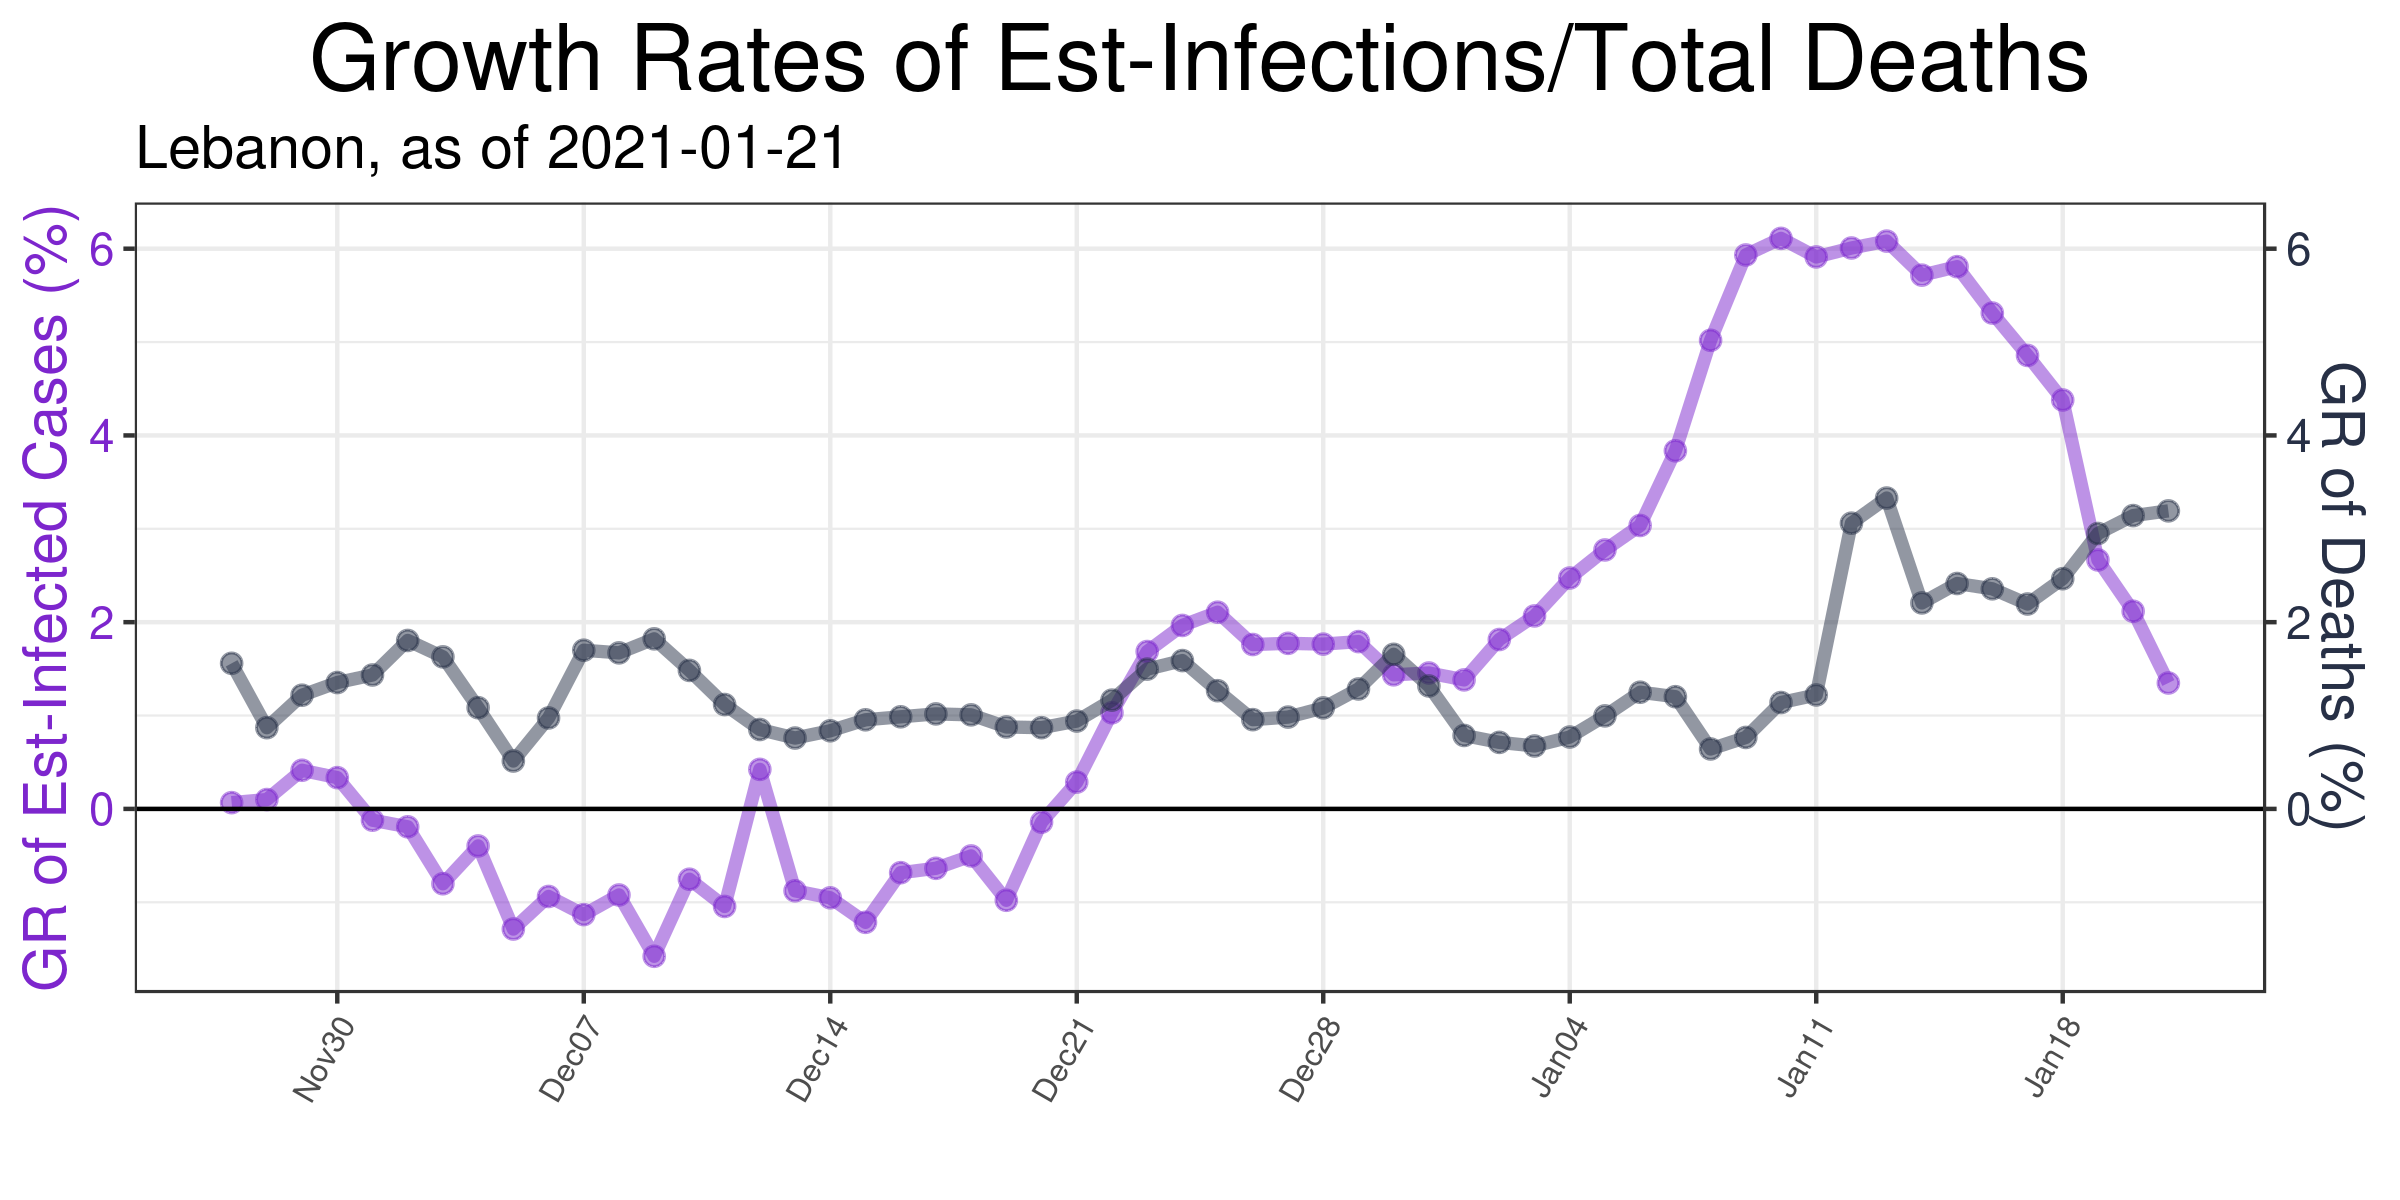 Growth Rates of Est-Infections/Total Deaths
Lebanon, as of 2021-01-21
GR of Est-Infected Cases (%)
6
4
2
0
6
4
2
0
GR of Deaths (%)
Nov30
Dec07
Dec14
Dec21
Dec28
Jan04
Jan11
Jan18